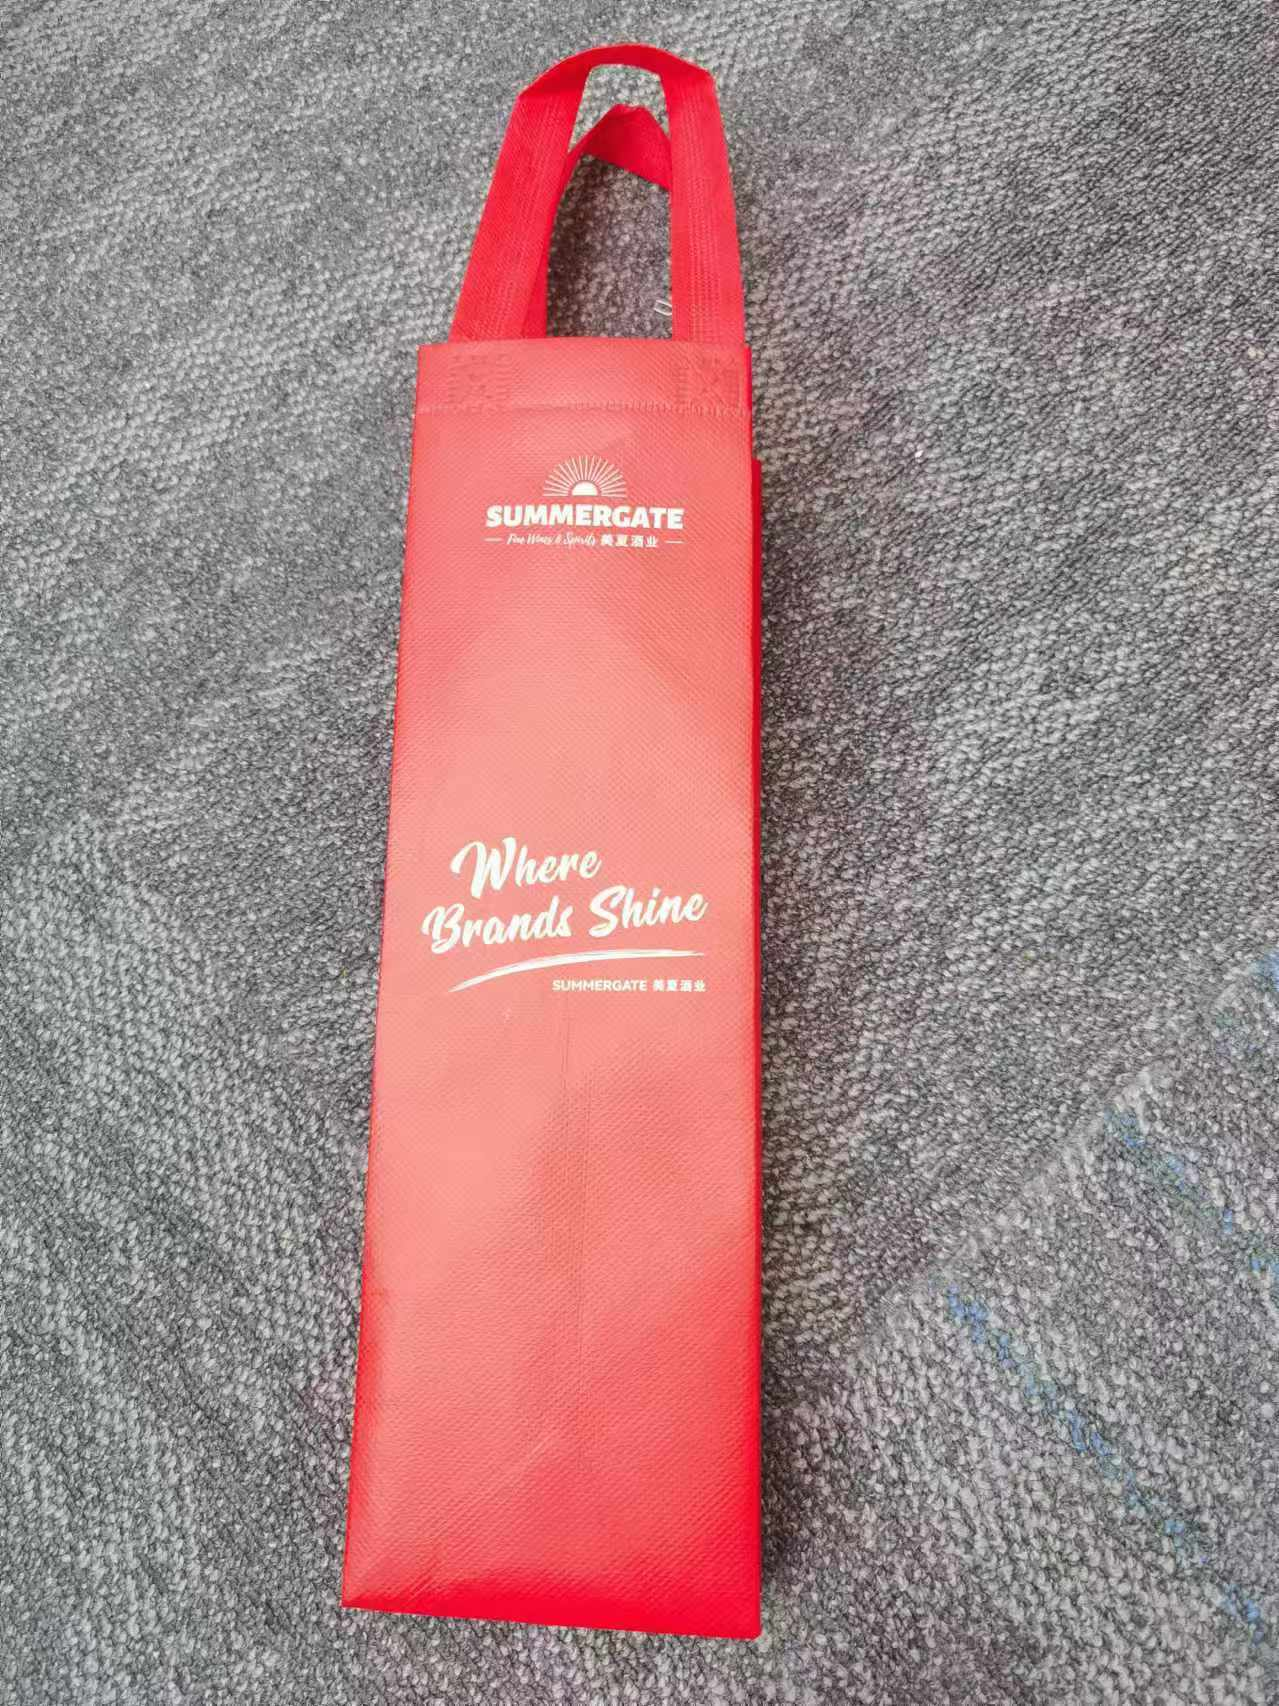 SUMMERGATE
Fine Wines & Spirits 美夏酒业
Where
Brands Shine
SUMMERGATE 美夏酒业